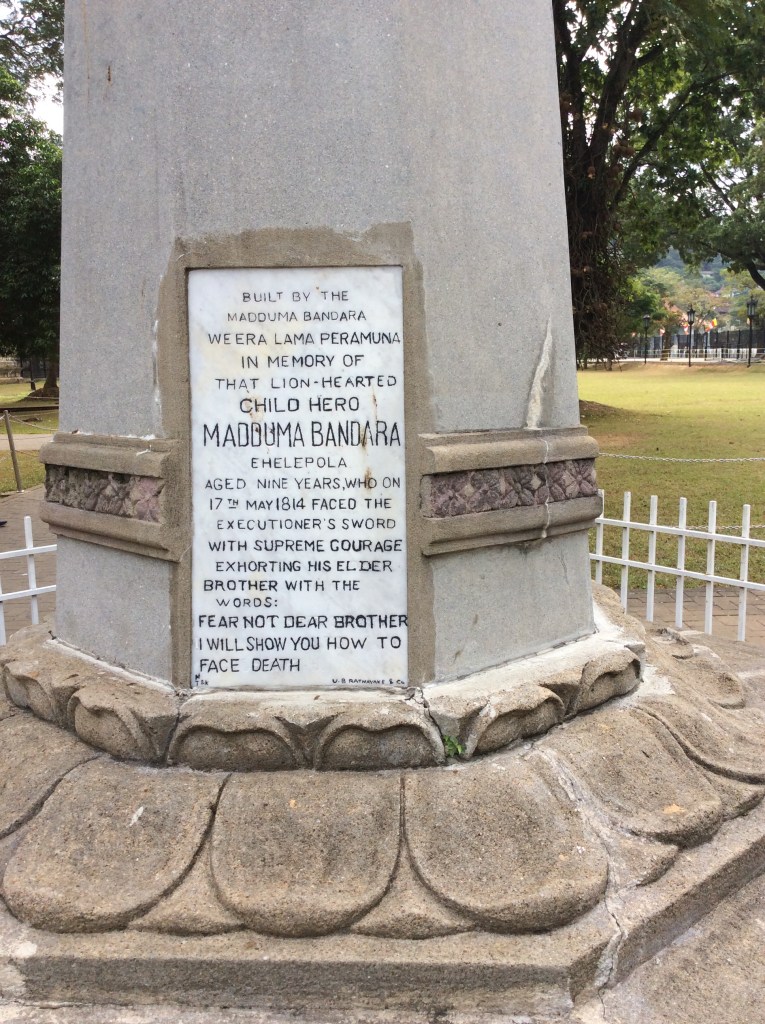 BUILT BY THE
MADDUMA BANDARA
WEERA LAMA PERAMUNA
IN MEMORY OF
THAT LION-HEARTED
CHILD HERO
MADDUMA BANDARA
EHELEPOLA
AGED NINE YEARS, WHO ON
17TH MAY 1814 FACED THE
EXECUTIONER'S SWORD
WITH SUPREME COURAGE
EXHORTING HIS ELDER
BROTHER WITH THE
WORDS:
FEAR NOT DEAR BROTHER
I WILL SHOW YOU HOW TO
FACE DEATH
U. B RATNAYAKE. & Co.